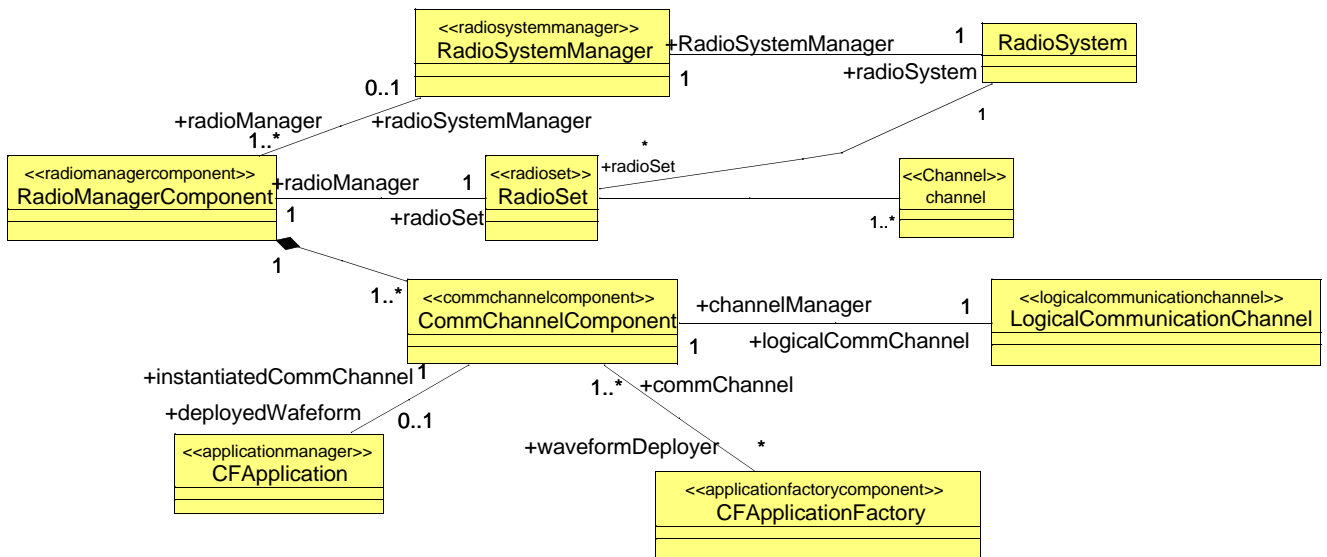 <<radiosystemmanager>>
RadioSystemManager
+RadioSystemManager
1
RadioSystem
1
+radioSystem
1
0..1
+radioManager
+radioSystemManager
1..*
*
+radioSet
<<radiomanagercomponent>>
RadioManagerComponent
+radioManager
1
<<radioset>>
RadioSet
<<Channel>>
channel
1
+radioSet
1..*
1
1..*
<<commchannelcomponent>>
CommChannelComponent
+channelManager
1
<<logicalcommunicationchannel>>
LogicalCommunicationChannel
1
+logicalCommChannel
+instantiatedCommChannel
1
1..*
+commChannel
+deployedWafeform
0..1
+waveformDeployer
*
<<applicationmanager>>
CFApplication
<<applicationfactorycomponent>>
CFApplicationFactory